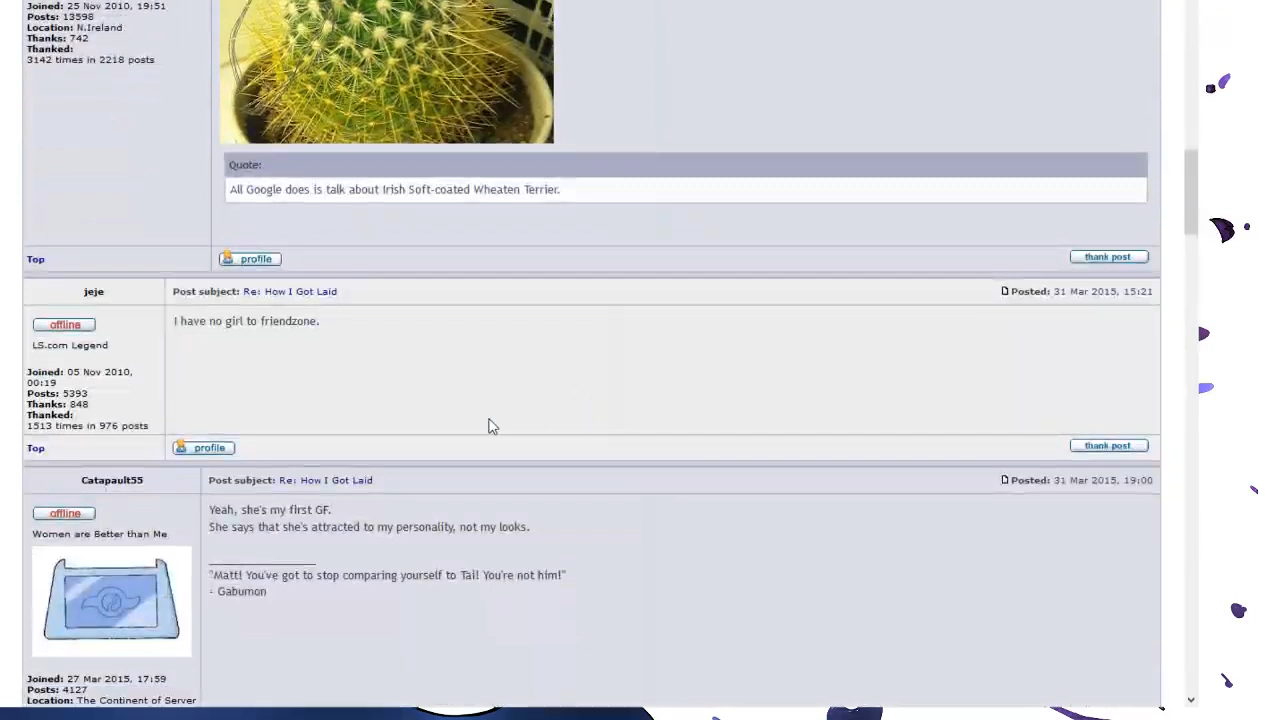 Joined: 25 Nov 2010, 19:51
Posts: 13598
Location: N.Ireland
Thanks: 742
Thanked:
3142 times in 2218 posts
Quote:
All Google does is talk about Irish Soft-coated Wheaten Terrier.
Top
profile
thank post
jeje
Post subject: Re: How I Got Laid
Posted: 31 Mar 2015, 15:21
offline
I have no girl to friendzone.
LS.com Legend
Joined: 05 Nov 2010,
00:19
Posts: 5393
Thanks: 848
Thanked:
1513 times in 976 posts
Top
profile
thank post
Catapault55
Post subject: Re: How I Got Laid
Posted: 31 Mar 2015, 19:00
offline
Women are Better than Me
Yeah, she's my first GF.
She says that she's attracted to my personality, not my looks.
"Matt! You've got to stop comparing yourself to Tai! You're not him!"
- Gabumon
Joined: 27 Mar 2015, 17:59
Posts: 4127
Location: The Continent of Server